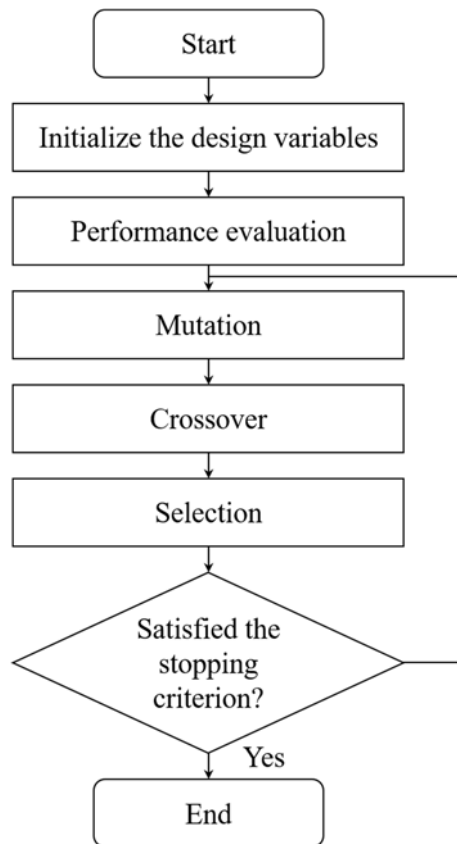 Start
Initialize the design variables
Performance evaluation
Mutation
Crossover
Selection
Satisfied the
stopping
criterion?
Yes
End